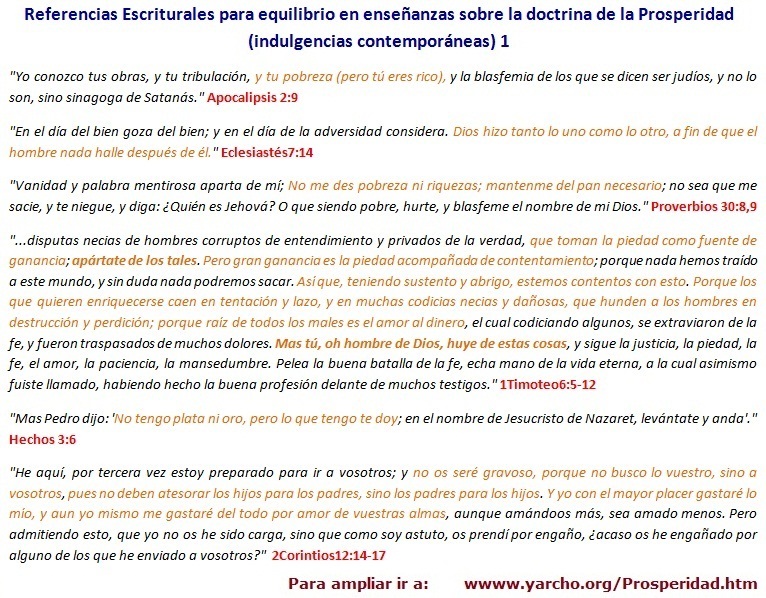 Referencias Escriturales para equilibrio en enseñanzas sobre la doctrina de la Prosperidad
(indulgencias contemporáneas) 1
"Yo conozco tus obras, y tu tribulación, y tu pobreza (pero tú eres rico), y la blasfemia de los que se dicen ser judíos, y no lo
son, sino sinagoga de Satanás." Apocalipsis 2:9
"En el día del bien goza del bien; y en el día de la adversidad considera. Dios hizo tanto lo uno como lo otro, a fin de que el
hombre nada halle después de él." Eclesiastés7:14
"Vanidad y palabra mentirosa aparta de mí; No me des pobreza ni riquezas; mantenme del pan necesario; no sea que me
sacie, y te niegue, y diga: ¿Quién es Jehová? O que siendo pobre, hurte, y blasfeme el nombre de mi Dios." Proverbios 30:8,9
"...disputas necias de hombres corruptos de entendimiento y privados de la verdad, que toman la piedad como fuente de
ganancia; apártate de los tales. Pero gran ganancia es la piedad acompañada de contentamiento; porque nada hemos traído
a este mundo, y sin duda nada podremos sacar. Así que, teniendo sustento y abrigo, estemos contentos con esto. Porque los
que quieren enriquecerse caen en tentación y lazo, y en muchas codicias necias y dañosas, que hunden a los hombres en
destrucción y perdición; porque raíz de todos los males es el amor al dinero, el cual codiciando algunos, se extraviaron de la
fe, y fueron traspasados de muchos dolores. Mas tú, oh hombre de Dios, huye de estas cosas, y sigue la justicia, la piedad, la
fe, el amor, la paciencia, la mansedumbre. Pelea la buena batalla de la fe, echa mano de la vida eterna, a la cual asimismo
fuiste llamado, habiendo hecho la buena profesión delante de muchos testigos." 1Timoteo6:5-12
"Mas Pedro dijo: 'No tengo plata ni oro, pero lo que tengo te doy; en el nombre de Jesucristo de Nazaret, levántate y anda'."
Hechos 3:6
"He aquí, por tercera vez estoy preparado para ir a vosotros; y no os seré gravoso, porque no busco lo vuestro, sino a
vosotros, pues no deben atesorar los hijos para los padres, sino los padres para los hijos. Y yo con el mayor placer gastaré lo
mío, y aun yo mismo me gastaré del todo por amor de vuestras almas, aunque amándoos más, sea amado menos. Pero
admitiendo esto, que yo no os he sido carga, sino que como soy astuto, os prendí por engaño, ¿acaso os he engañado por
alguno de los que he enviado a vosotros?" 2Corintios12:14-17
Para ampliar ir a: wwww.yarcho.org/Prosperidad.htm